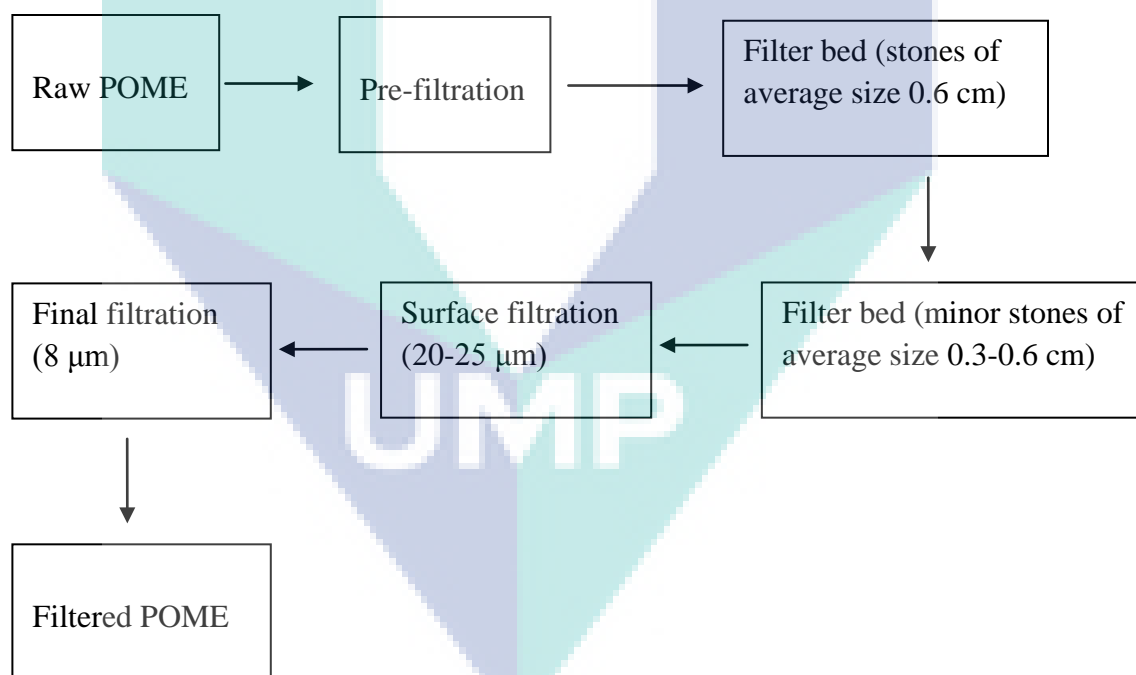 Raw POME
Pre-filtration
Filter bed (stones of
average size 0.6 cm)
Filter bed (minor stones of
average size 0.3-0.6 cm)
Surface filtration
(20-25 μm)
Final filtration
(8 μm)
Filtered POME
UMP